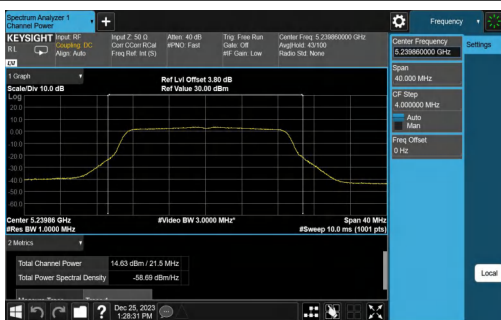 Spectrum Analyzer 1
Channel Power
Frequency
KEYSIGHT
Input: RF
Input Z: 50 Ω
Atten: 40 dB
Trig: Free Run
Center Freq: 5.239860000 GHz
RL
Coupling: DC
Corr CCorr RCal
#PNO: Fast
Gate: Off
Avg|Hold: 43/100
Align: Auto
Freq Ref: Int (S)
#IF Gain: Low
Radio Std: None
Center Frequency
5.239860000 GHz
Settings
Span
40.000 MHz
CF Step
4.000000 MHz
Auto
Man
Freq Offset
0 Hz
Local
1 Graph
Scale/Div 10.0 dB
Ref Lvl Offset 3.80 dB
Ref Value 30.00 dBm
Log
20.0
10.0
0.00
-10.0
-20.0
-30.0
-40.0
-50.0
-60.0
Center 5.23986 GHz
#Video BW 3.0000 MHz*
Span 40 MHz
#Res BW 1.0000 MHz
#Sweep 10.0 ms (1001 pts)
2 Metrics
Total Channel Power
14.63 dBm / 21.5 MHz
Total Power Spectral Density
-58.69 dBm/Hz
Dec 25, 2023
1:28:31 PM